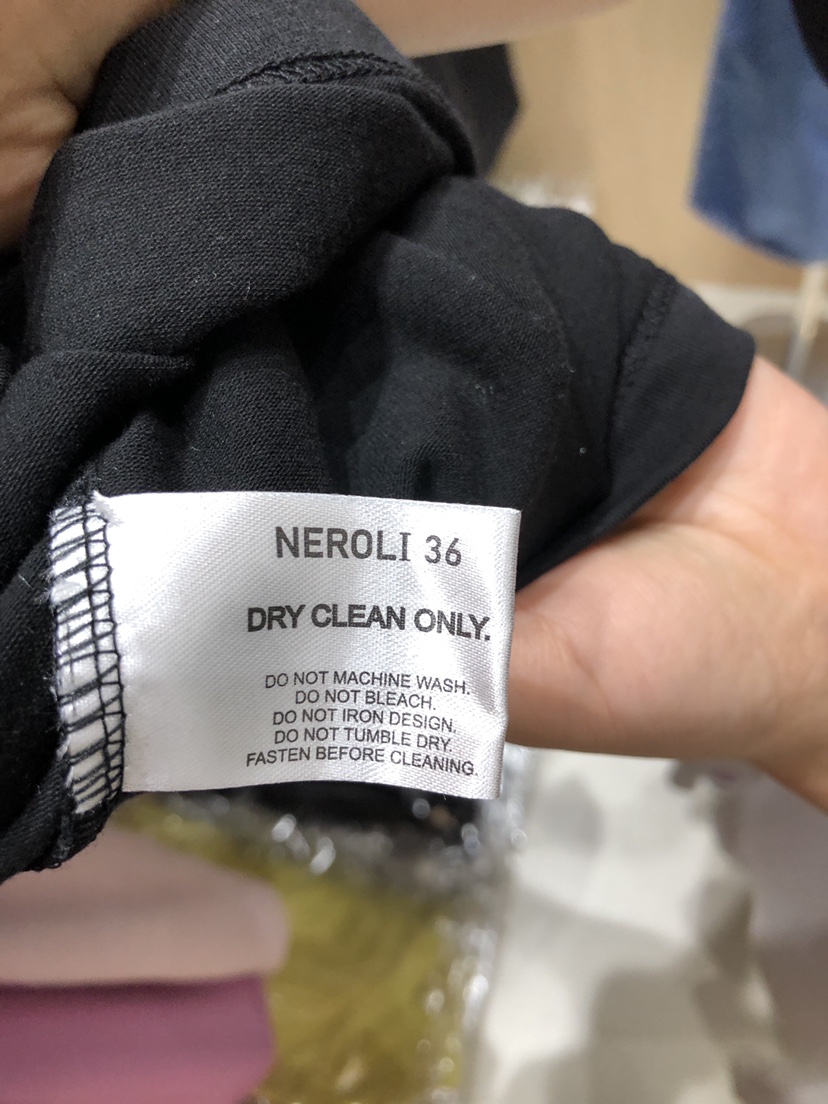 NEROLI 36
DRY CLEAN ONLY.
DO NOT MACHINE WASH.
DO NOT BLEACH.
DO NOT IRON DESIGN.
DO NOT TUMBLE DRY.
FASTEN BEFORE CLEANING.